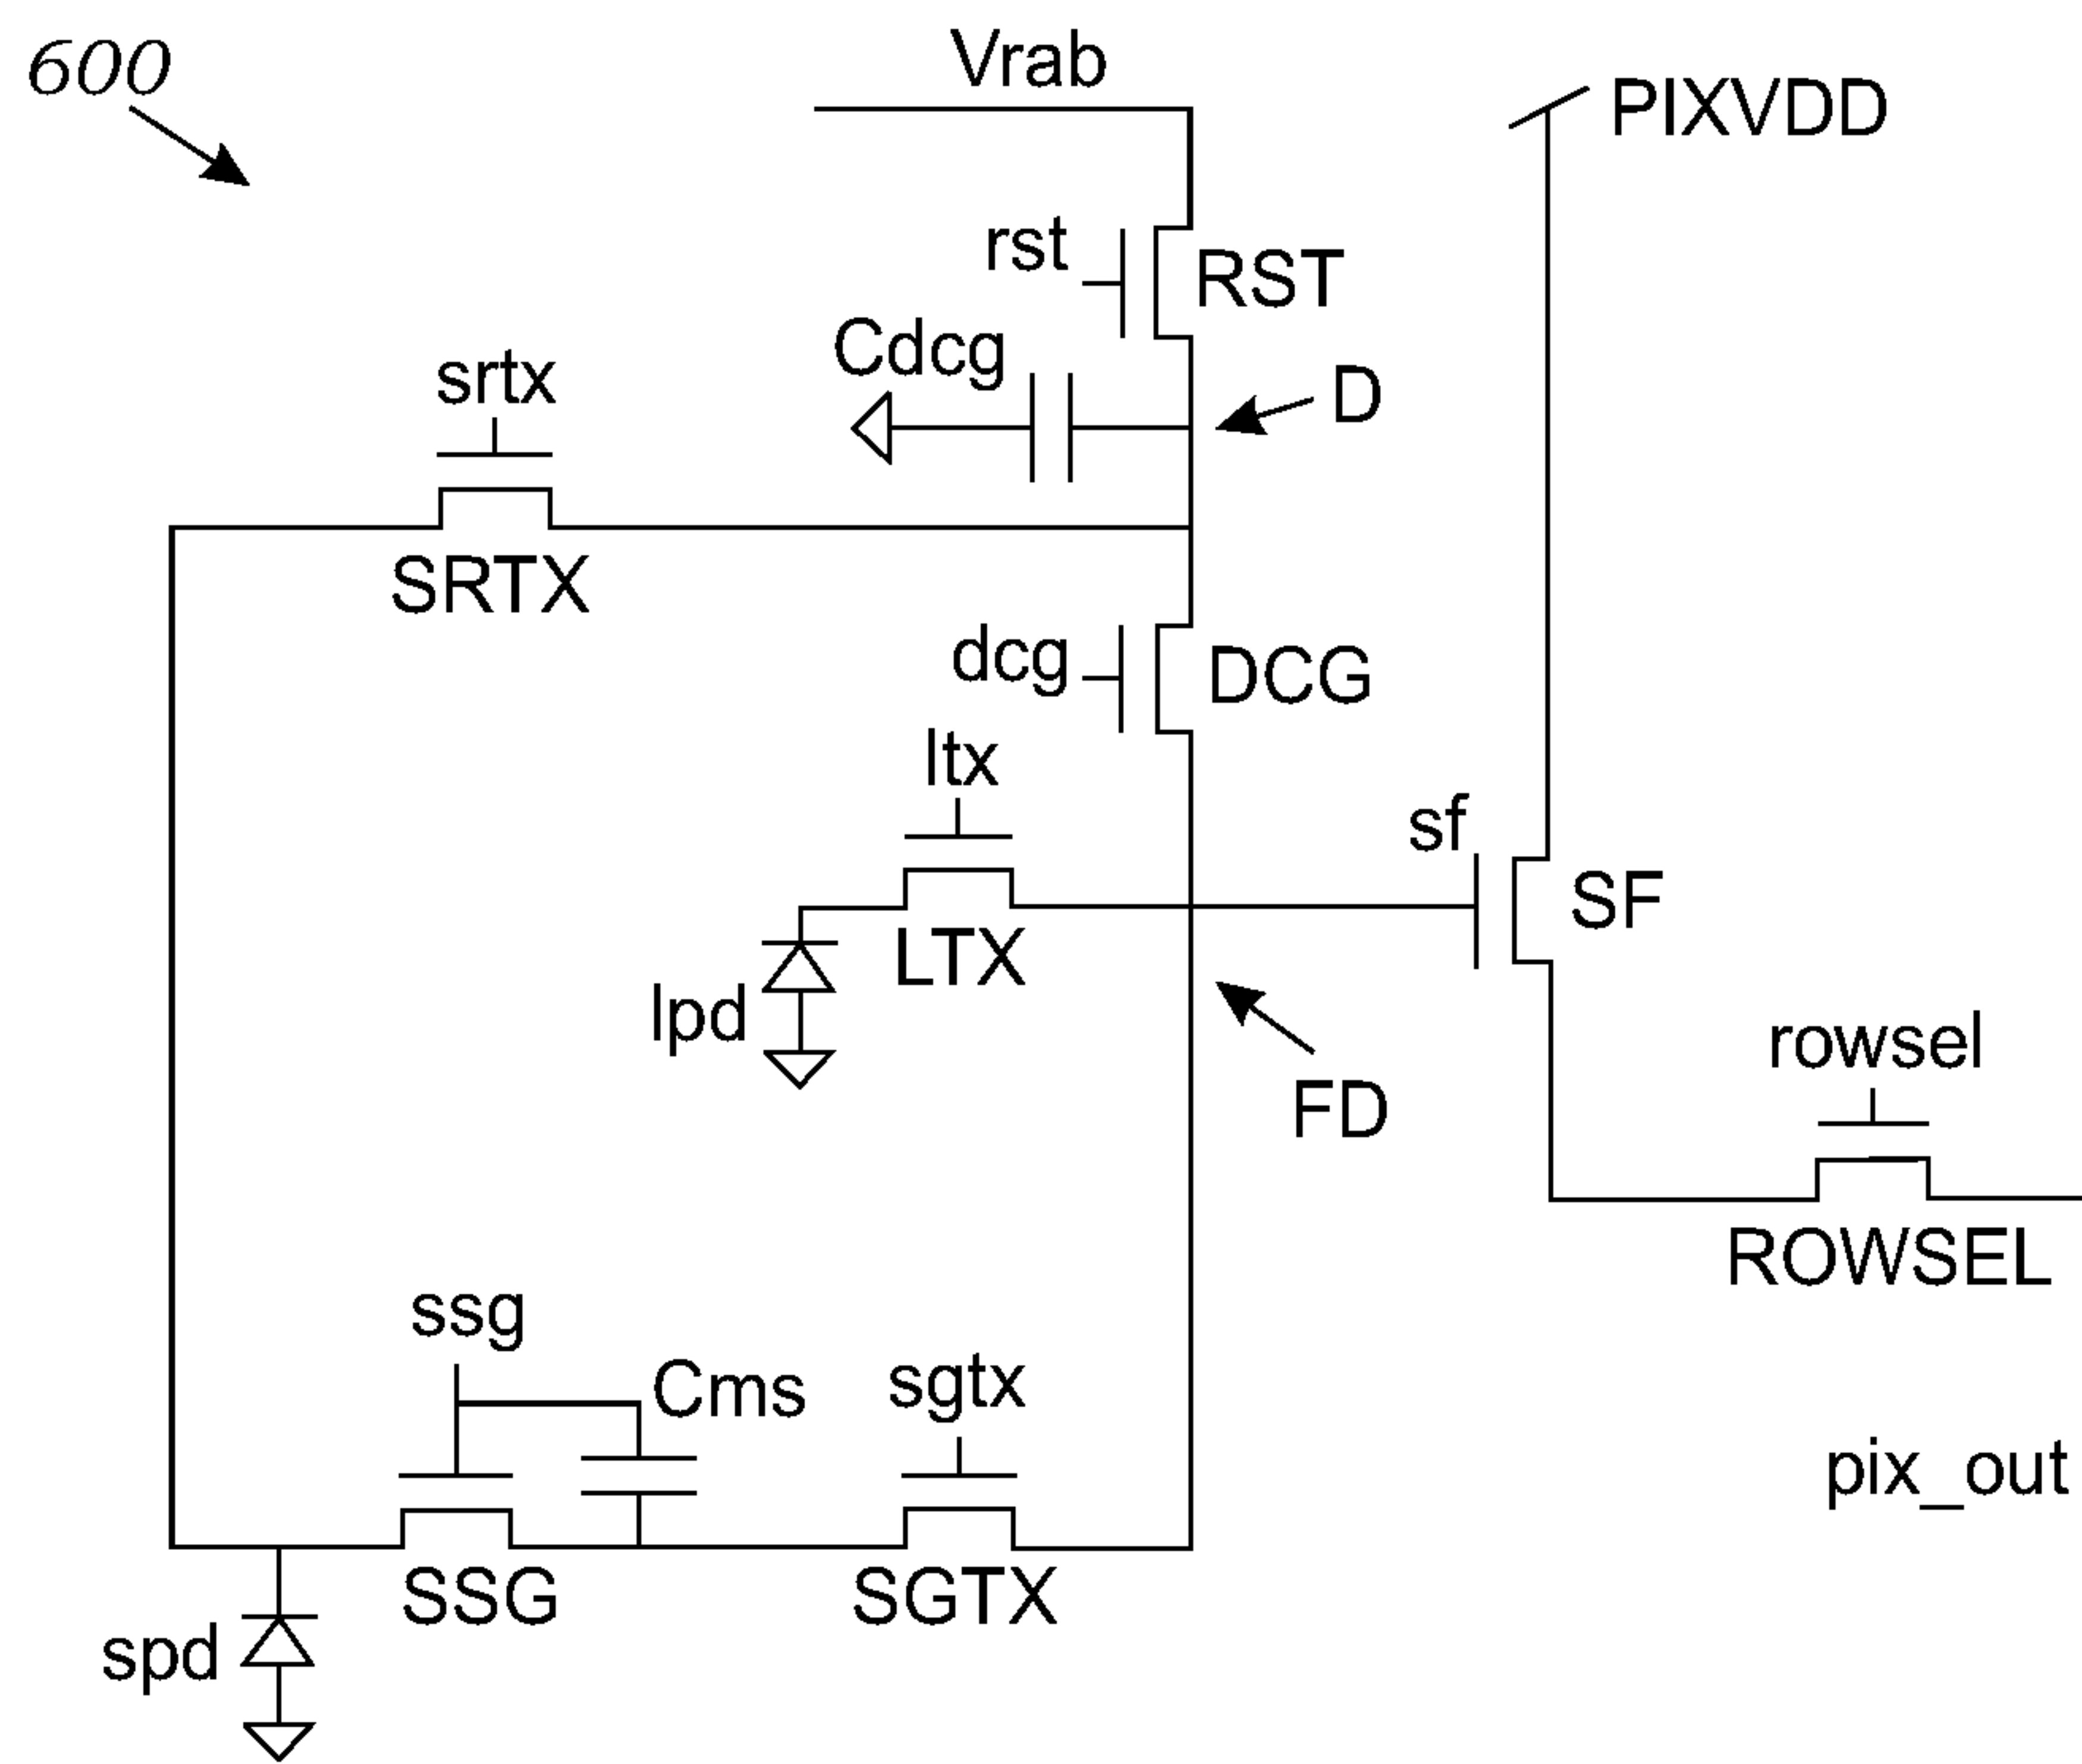 600
Vrab
PIXVDD
rst
RST
Cdcg
D
srtx
SRTX
dcg
DCG
ltx
LTX
sf
SF
lpd
FD
rowsel
ROWSEL
ssg
Cms
sgtx
pix_out
SSG
SGTX
spd